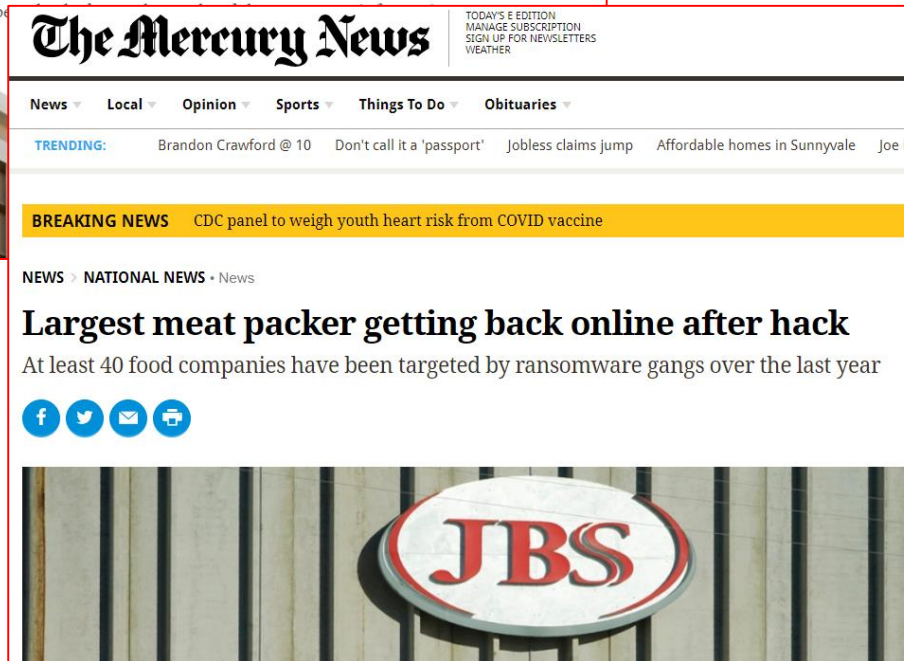 The Mercury News
TODAY'S E EDITION
MANAGE SUBSCRIPTION
SIGN UP FOR NEWSLETTERS
WEATHER
News Local Opinion Sports Things To Do Obituaries
TRENDING: Brandon Crawford @ 10 Don't call it a 'passport' Jobless claims jump Affordable homes in Sunnyvale Joe
BREAKING NEWS CDC panel to weigh youth heart risk from COVID vaccine
NEWS > NATIONAL NEWS • News
Largest meat packer getting back online after hack
At least 40 food companies have been targeted by ransomware gangs over the last year
JBS